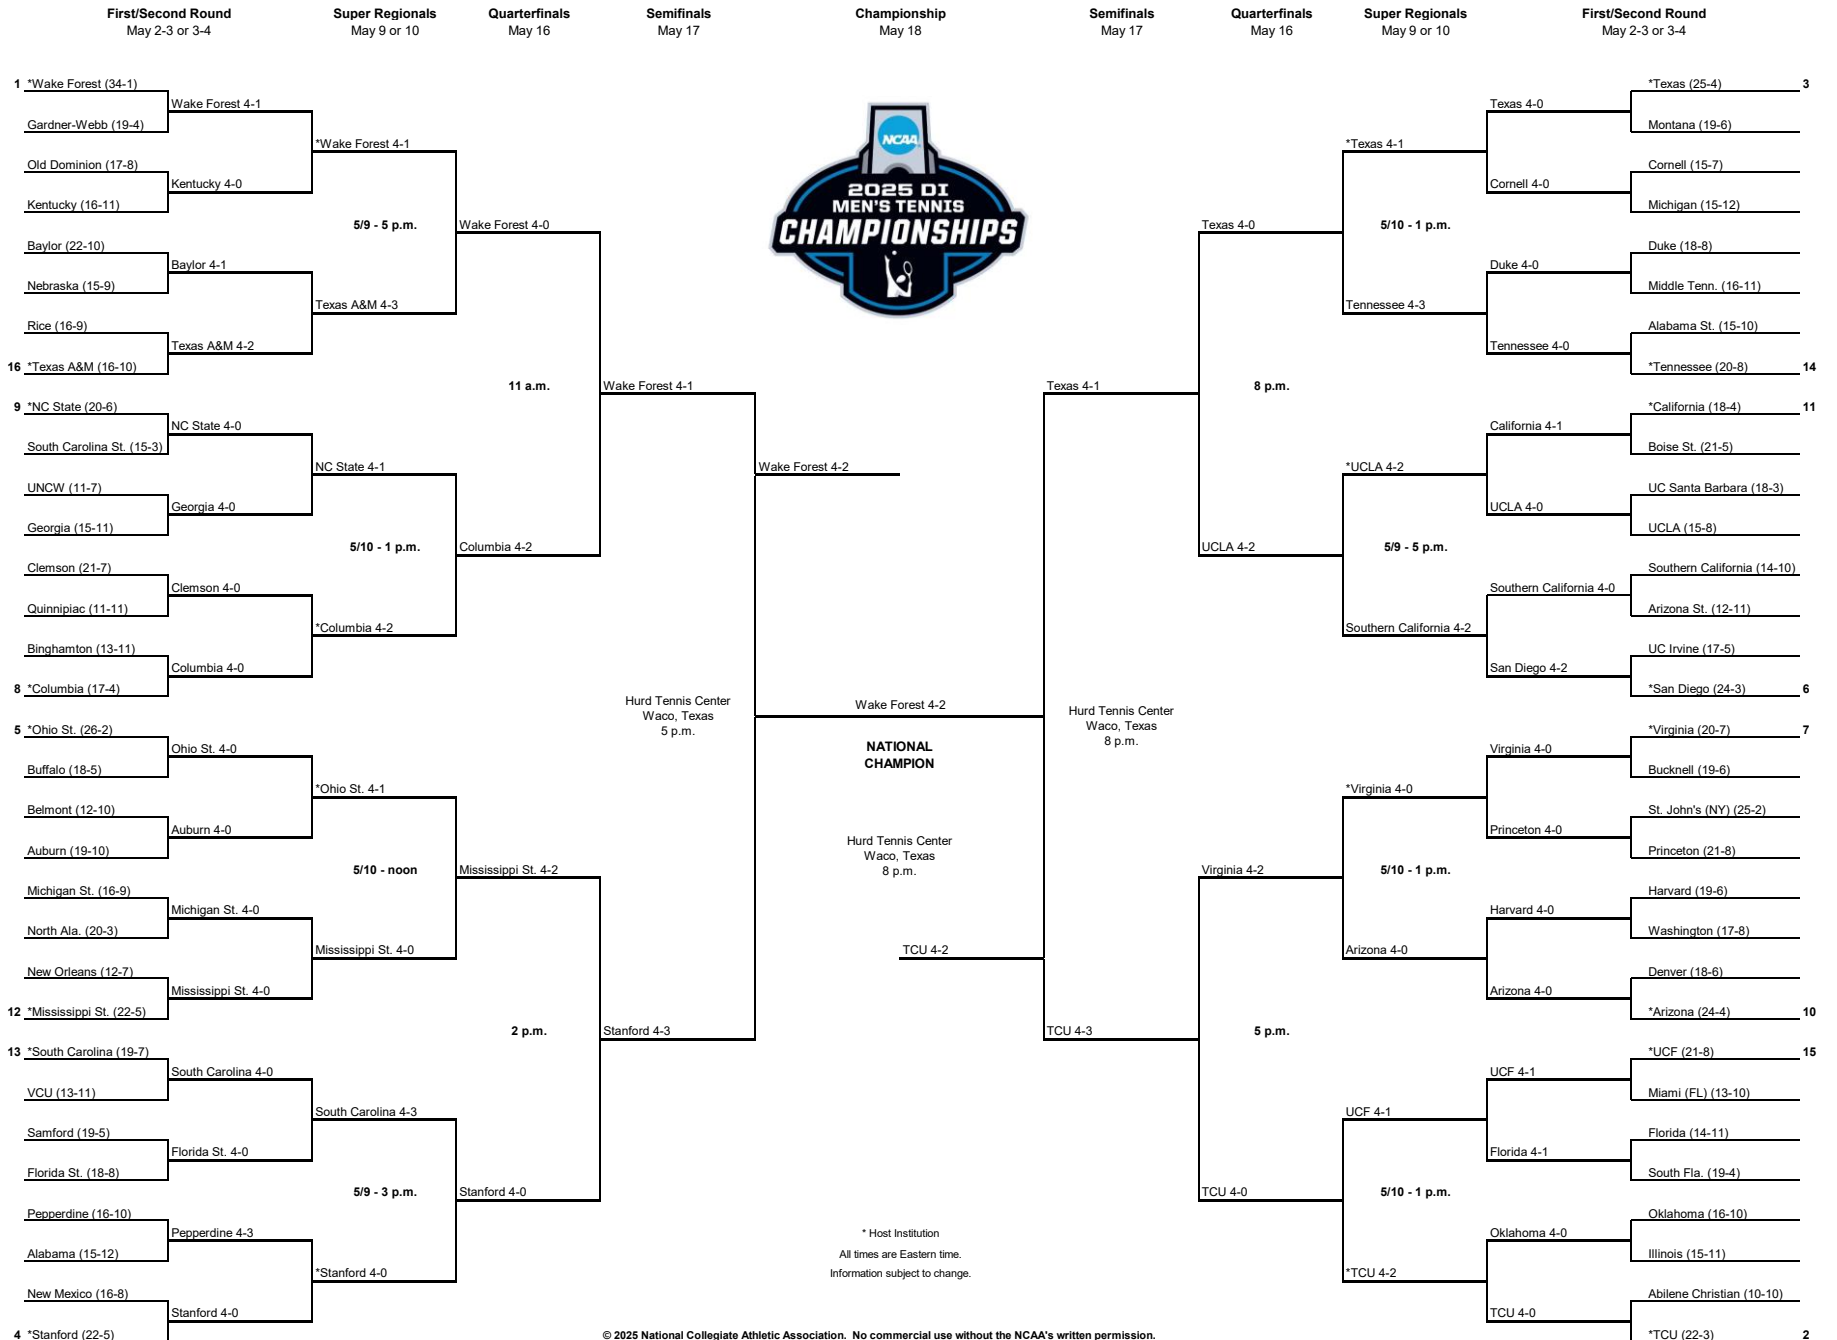 First/Second Round
May 2-3 or 3-4
Super Regionals
May 9 or 10
Quarterfinals
May 16
Semifinals
May 17
Championship
May 18
Semifinals
May 17
Quarterfinals
May 16
Super Regionals
May 9 or 10
First/Second Round
May 2-3 or 3-4
1 *Wake Forest (34-1)
Gardner-Webb (19-4)
Old Dominion (17-8)
Kentucky (16-11)
Baylor (22-10)
Nebraska (15-9)
Rice (16-9)
16 *Texas A&M (16-10)
9 *NC State (20-6)
South Carolina St. (15-3)
UNCW (11-7)
Georgia (15-11)
Clemson (21-7)
Quinnipiac (11-11)
Binghamton (13-11)
8 *Columbia (17-4)
5 *Ohio St. (26-2)
Buffalo (18-5)
Belmont (12-10)
Auburn (19-10)
Michigan St. (16-9)
North Ala. (20-3)
New Orleans (12-7)
12 *Mississippi St. (22-5)
13 *South Carolina (19-7)
VCU (13-11)
Samford (19-5)
Florida St. (18-8)
Pepperdine (16-10)
Alabama (15-12)
New Mexico (16-8)
4 *Stanford (22-5)
Wake Forest 4-1
Kentucky 4-0
Baylor 4-1
Texas A&M 4-2
NC State 4-0
Georgia 4-0
Clemson 4-0
Columbia 4-0
Ohio St. 4-0
Auburn 4-0
Michigan St. 4-0
Mississippi St. 4-0
South Carolina 4-0
Florida St. 4-0
Pepperdine 4-3
Stanford 4-0
*Wake Forest 4-1
5/9 - 5 p.m.
Texas A&M 4-3
NC State 4-1
5/10 - 1 p.m.
*Columbia 4-2
*Ohio St. 4-1
5/10 - noon
Mississippi St. 4-0
South Carolina 4-3
5/9 - 3 p.m.
*Stanford 4-0
Wake Forest 4-0
11 a.m.
Columbia 4-2
Mississippi St. 4-2
2 p.m.
Stanford 4-0
Wake Forest 4-1
Hurd Tennis Center
Waco, Texas
5 p.m.
Stanford 4-3
NCAA
2025 DI
MEN'S TENNIS
CHAMPIONSHIPS
Wake Forest 4-2
Wake Forest 4-2
NATIONAL
CHAMPION
Hurd Tennis Center
Waco, Texas
8 p.m.
TCU 4-2
* Host Institution
All times are Eastern time.
Information subject to change.
Texas 4-1
Hurd Tennis Center
Waco, Texas
8 p.m.
TCU 4-3
Texas 4-0
8 p.m.
UCLA 4-2
Virginia 4-2
5 p.m.
TCU 4-0
*Texas 4-1
5/10 - 1 p.m.
Tennessee 4-3
*UCLA 4-2
5/9 - 5 p.m.
Southern California 4-2
*Virginia 4-0
5/10 - 1 p.m.
Arizona 4-0
UCF 4-1
5/10 - 1 p.m.
*TCU 4-2
Texas 4-0
Cornell 4-0
Duke 4-0
Tennessee 4-0
California 4-1
UCLA 4-0
Southern California 4-0
San Diego 4-2
Virginia 4-0
Princeton 4-0
Harvard 4-0
Arizona 4-0
UCF 4-1
Florida 4-1
Oklahoma 4-0
TCU 4-0
*Texas (25-4) 3
Montana (19-6)
Cornell (15-7)
Michigan (15-12)
Duke (18-8)
Middle Tenn. (16-11)
Alabama St. (15-10)
*Tennessee (20-8) 14
*California (18-4) 11
Boise St. (21-5)
UC Santa Barbara (18-3)
UCLA (15-8)
Southern California (14-10)
Arizona St. (12-11)
UC Irvine (17-5)
*San Diego (24-3) 6
*Virginia (20-7) 7
Bucknell (19-6)
St. John's (NY) (25-2)
Princeton (21-8)
Harvard (19-6)
Washington (17-8)
Denver (18-6)
*Arizona (24-4) 10
*UCF (21-8) 15
Miami (FL) (13-10)
Florida (14-11)
South Fla. (19-4)
Oklahoma (16-10)
Illinois (15-11)
Abilene Christian (10-10)
*TCU (22-3) 2
© 2025 National Collegiate Athletic Association. No commercial use without the NCAA's written permission.